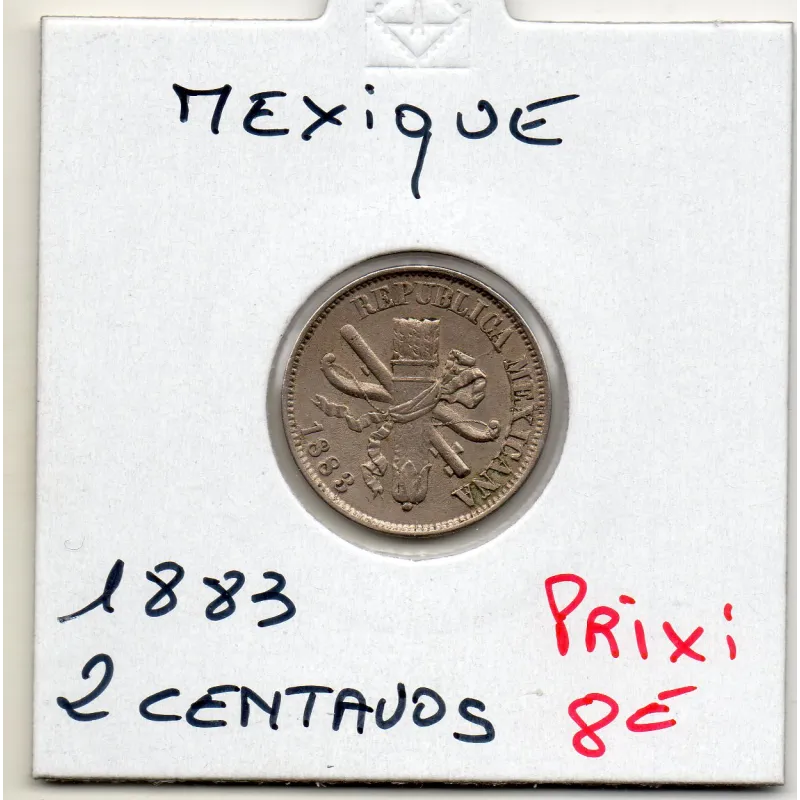 MEXIQUE
REPUBLICA MEXICANA
1883
1883
PRIXi
2 CENTAVOS
8€